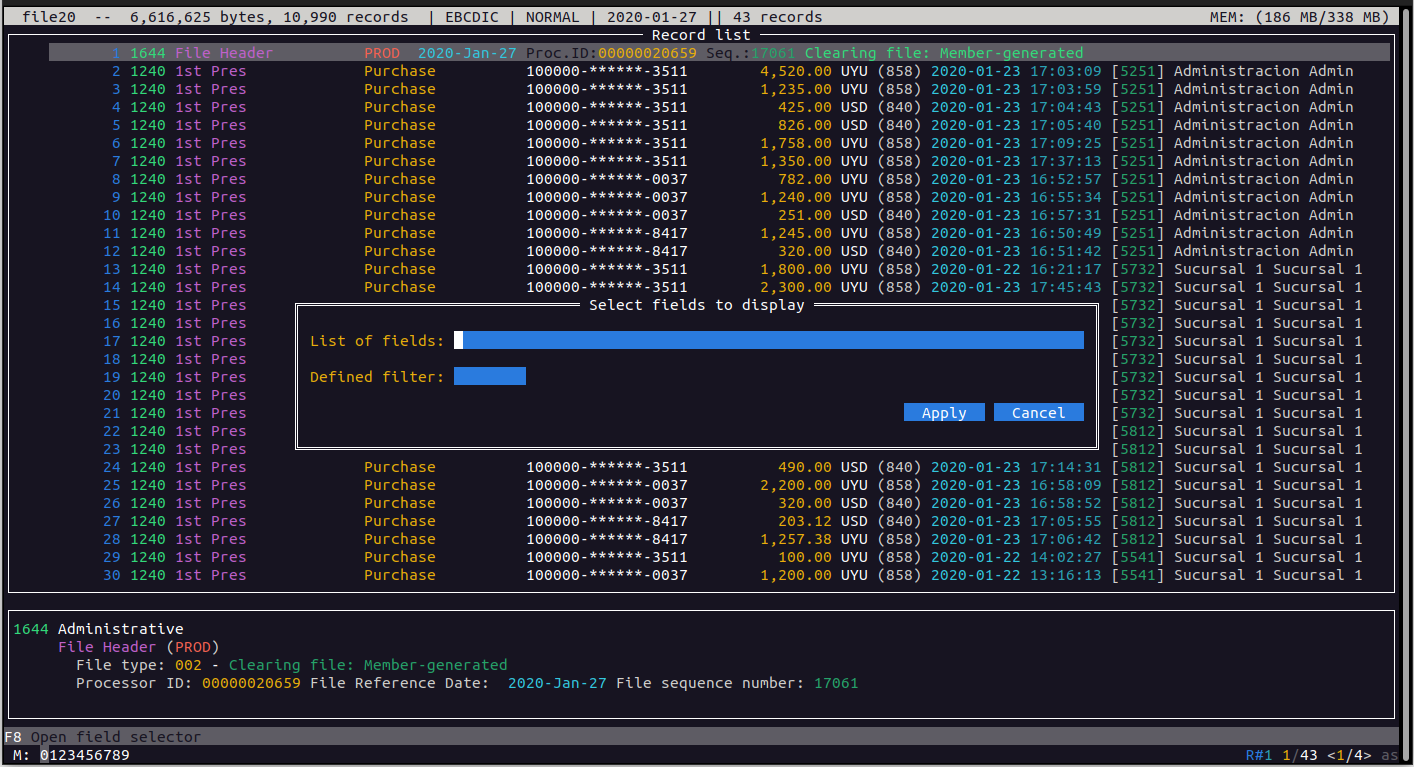 file20 -- 6,616,625 bytes, 10,990 records | EBCDIC | NORMAL | 2020-01-27 || 43 records MEM: (186 MB/338 MB)
Record list
1 1644 File Header PROD 2020-Jan-27 Proc.ID:00000020659 Seq.:17061 Clearing file: Member-generated
2 1240 1st Pres Purchase 100000-******-3511 4,520.00 UYU (858) 2020-01-23 17:03:09 [5251] Administracion Admin
3 1240 1st Pres Purchase 100000-******-3511 1,235.00 UYU (858) 2020-01-23 17:03:59 [5251] Administracion Admin
4 1240 1st Pres Purchase 100000-******-3511 425.00 USD (840) 2020-01-23 17:04:43 [5251] Administracion Admin
5 1240 1st Pres Purchase 100000-******-3511 826.00 USD (840) 2020-01-23 17:05:40 [5251] Administracion Admin
6 1240 1st Pres Purchase 100000-******-3511 1,758.00 UYU (858) 2020-01-23 17:09:25 [5251] Administracion Admin
7 1240 1st Pres Purchase 100000-******-3511 1,350.00 UYU (858) 2020-01-23 17:37:13 [5251] Administracion Admin
8 1240 1st Pres Purchase 100000-******-0037 782.00 UYU (858) 2020-01-23 16:52:57 [5251] Administracion Admin
9 1240 1st Pres Purchase 100000-******-0037 1,240.00 UYU (858) 2020-01-23 16:55:34 [5251] Administracion Admin
10 1240 1st Pres Purchase 100000-******-0037 251.00 USD (840) 2020-01-23 16:57:31 [5251] Administracion Admin
11 1240 1st Pres Purchase 100000-******-8417 1,245.00 UYU (858) 2020-01-23 16:50:49 [5251] Administracion Admin
12 1240 1st Pres Purchase 100000-******-8417 320.00 USD (840) 2020-01-23 16:51:42 [5251] Administracion Admin
13 1240 1st Pres Purchase 100000-******-3511 1,800.00 UYU (858) 2020-01-22 16:21:17 [5732] Sucursal 1 Sucursal 1
14 1240 1st Pres Purchase 100000-******-3511 2,300.00 UYU (858) 2020-01-23 17:45:43 [5732] Sucursal 1 Sucursal 1
15 1240 1st Pres Select fields to display [5732] Sucursal 1 Sucursal 1
16 1240 1st Pres [5732] Sucursal 1 Sucursal 1
17 1240 1st Pres List of fields: [5732] Sucursal 1 Sucursal 1
18 1240 1st Pres [5732] Sucursal 1 Sucursal 1
19 1240 1st Pres Defined filter: [5732] Sucursal 1 Sucursal 1
20 1240 1st Pres [5732] Sucursal 1 Sucursal 1
21 1240 1st Pres Apply Cancel [5732] Sucursal 1 Sucursal 1
22 1240 1st Pres [5812] Sucursal 1 Sucursal 1
23 1240 1st Pres [5812] Sucursal 1 Sucursal 1
24 1240 1st Pres Purchase 100000-******-3511 490.00 USD (840) 2020-01-23 17:14:31 [5812] Sucursal 1 Sucursal 1
25 1240 1st Pres Purchase 100000-******-0037 2,200.00 UYU (858) 2020-01-23 16:58:09 [5812] Sucursal 1 Sucursal 1
26 1240 1st Pres Purchase 100000-******-0037 320.00 USD (840) 2020-01-23 16:58:52 [5812] Sucursal 1 Sucursal 1
27 1240 1st Pres Purchase 100000-******-8417 203.12 USD (840) 2020-01-23 17:05:55 [5812] Sucursal 1 Sucursal 1
28 1240 1st Pres Purchase 100000-******-8417 1,257.38 UYU (858) 2020-01-23 17:06:42 [5812] Sucursal 1 Sucursal 1
29 1240 1st Pres Purchase 100000-******-3511 100.00 UYU (858) 2020-01-22 14:02:27 [5541] Sucursal 1 Sucursal 1
30 1240 1st Pres Purchase 100000-******-0037 1,200.00 UYU (858) 2020-01-22 13:16:13 [5541] Sucursal 1 Sucursal 1
1644 Administrative
File Header (PROD)
File type: 002 - Clearing file: Member-generated
Processor ID: 00000020659 File Reference Date: 2020-Jan-27 File sequence number: 17061
F8 Open field selector
M: 0123456789 R#1 1/43 <1/4> as